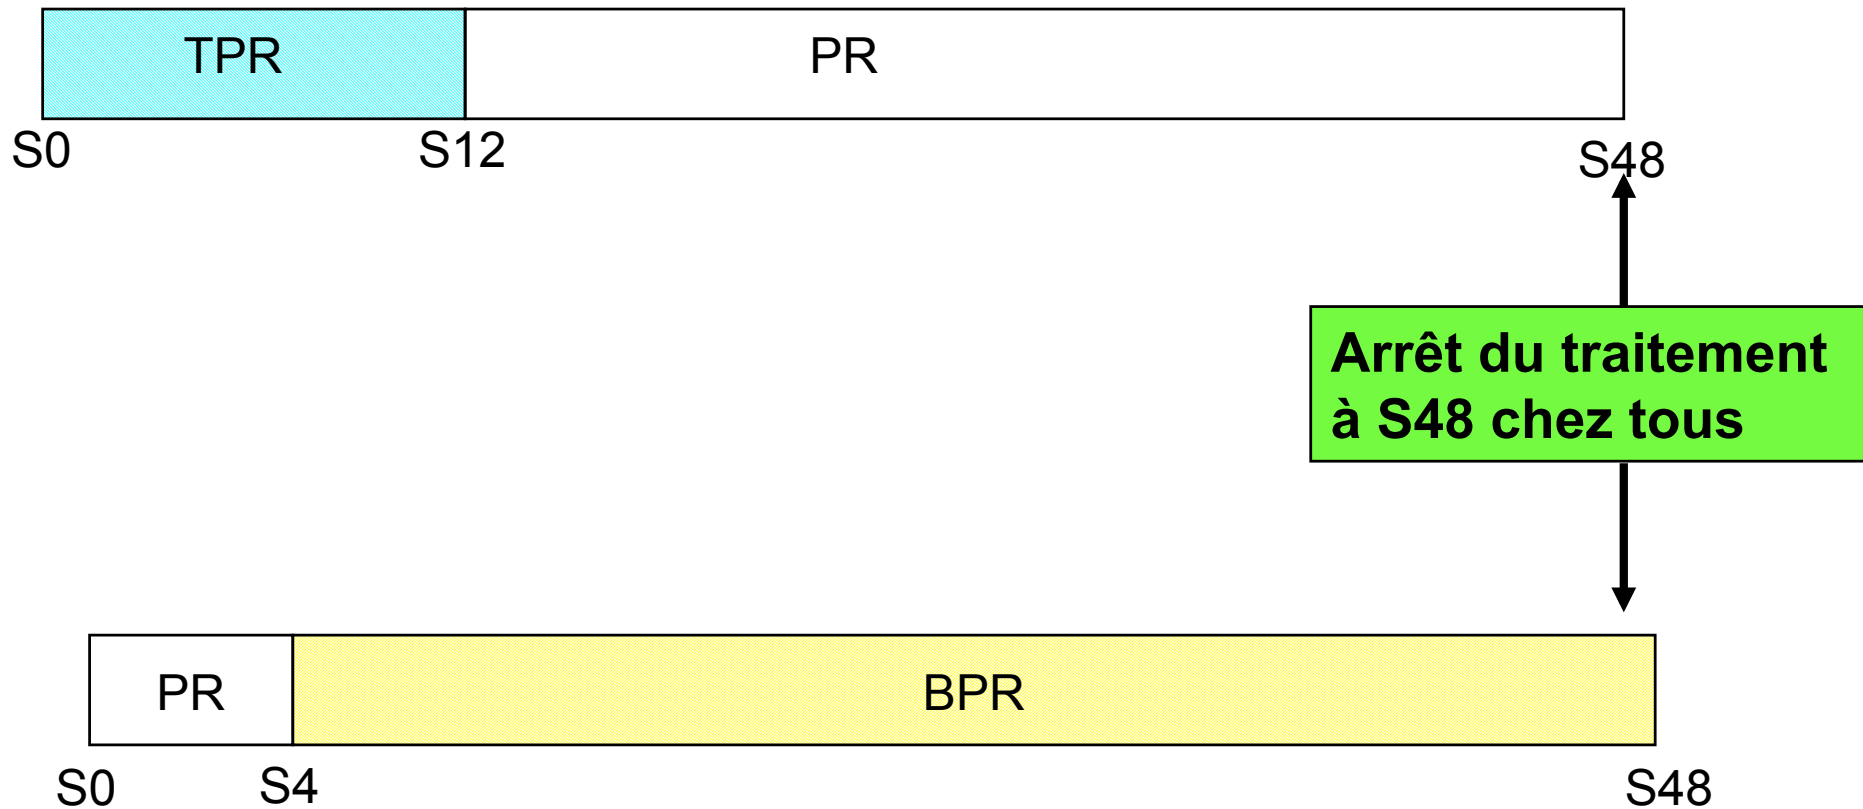 TPR
PR
S0
S12
S48
Arrêt du traitement
à S48 chez tous
PR
BPR
S0
S4
S48